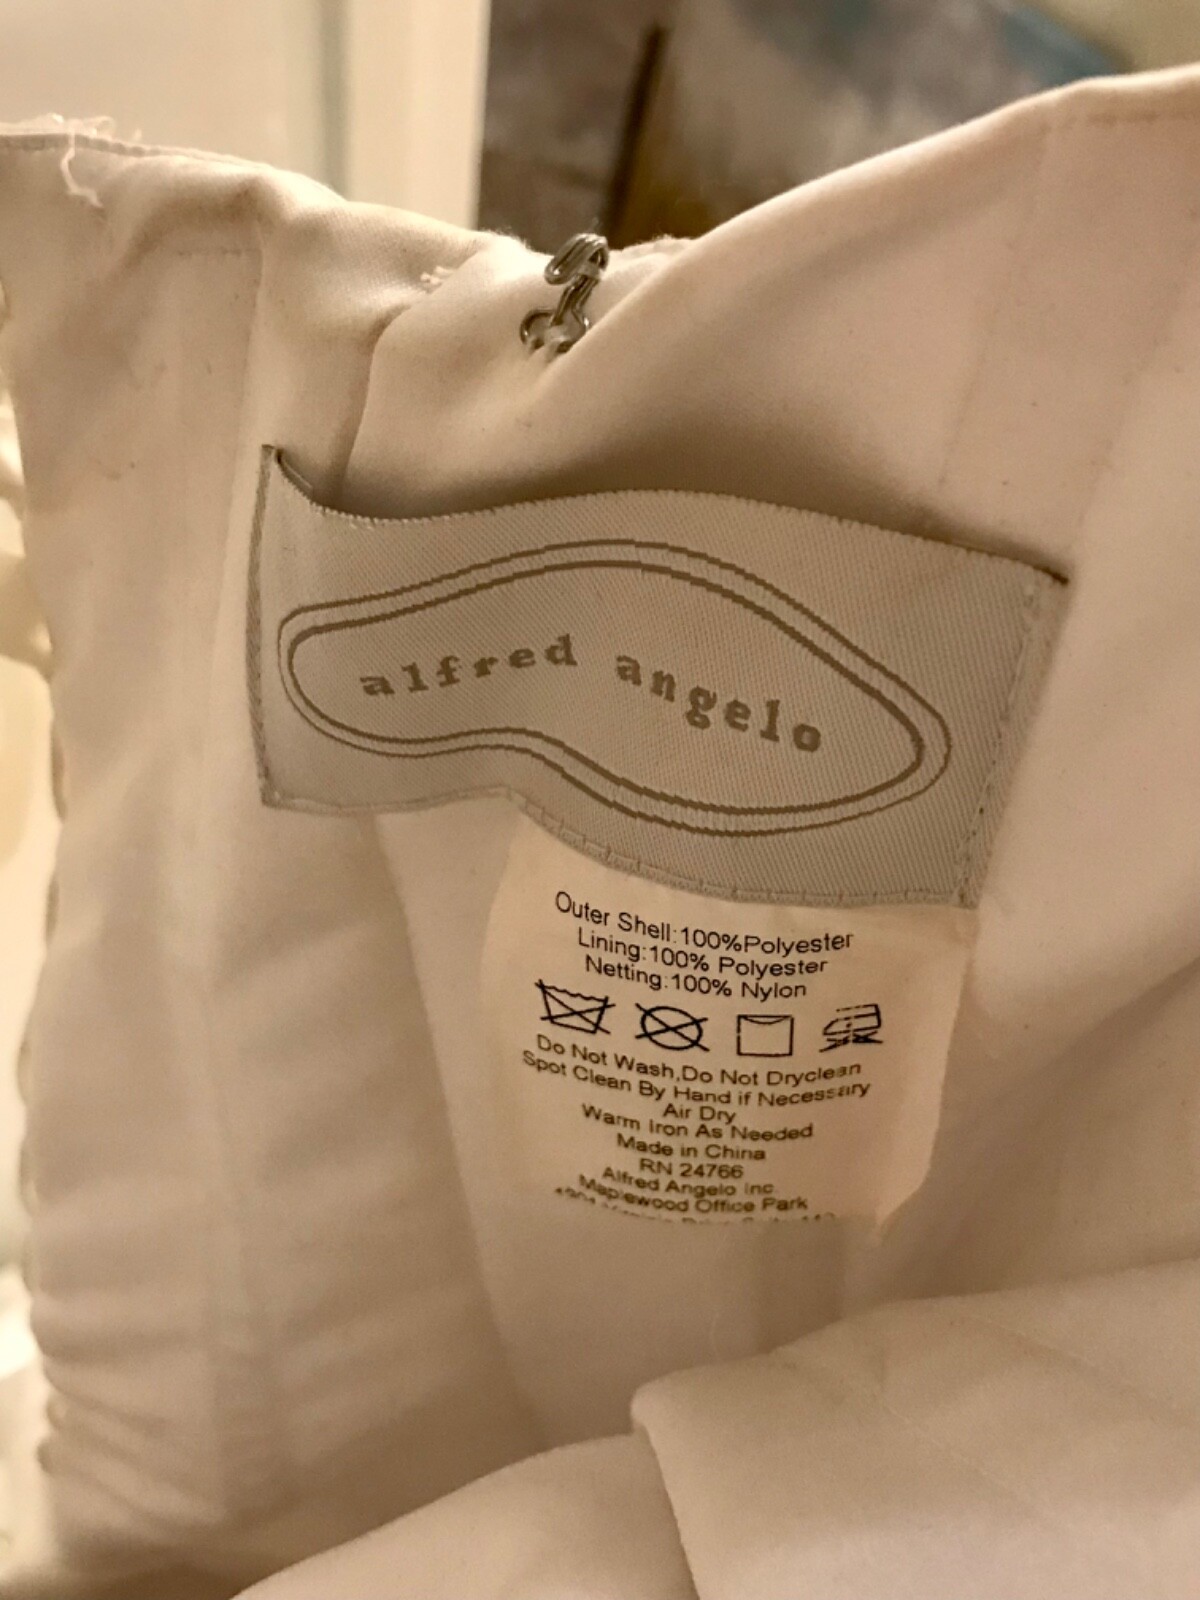 alfred angelo
Outer Shell:100%Polyester
Lining:100% Polyester
Netting:100% Nylon
Do Not Wash,Do Not Dryclean
Spot Clean By Hand if Necessary
Air Dry
Warm Iron As Needed
Made in China
RN 24766
Alfred Angelo Inc
Maplewood Office Park